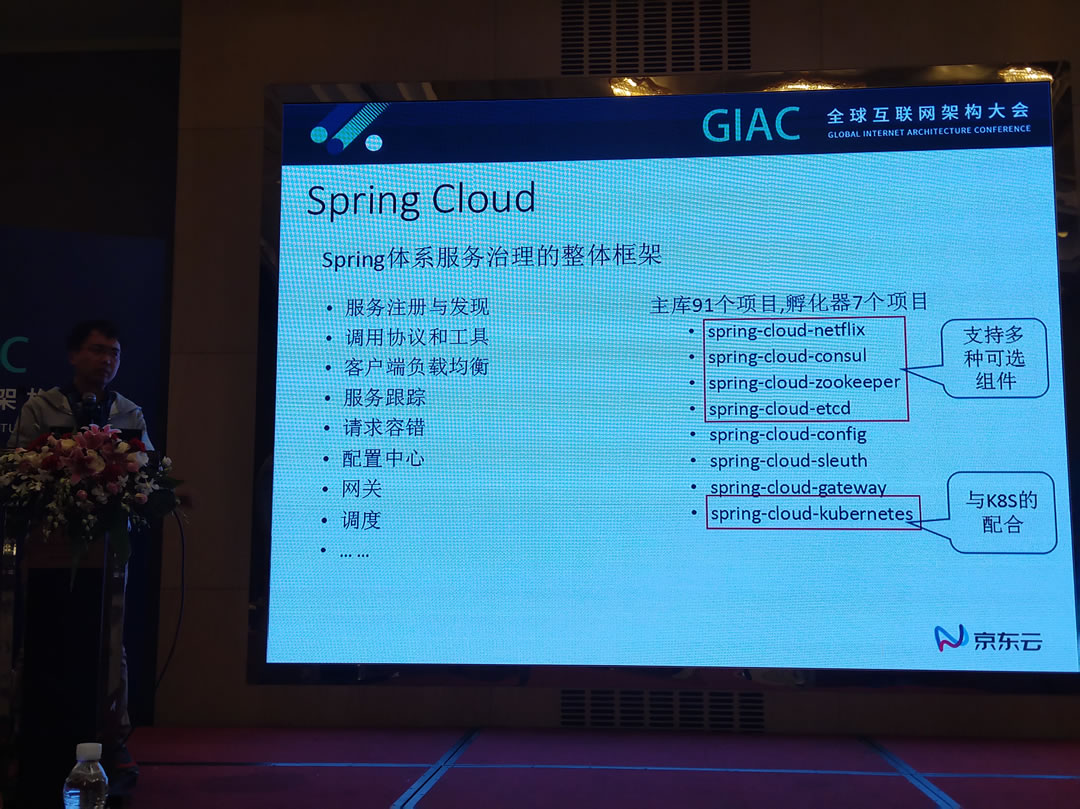 GIAC 全球互联网架构大会
GLOBAL INTERNET ARCHITECTURE CONFERENCE
Spring Cloud
Spring体系服务治理的整体框架
• 服务注册与发现
• 调用协议和工具
• 客户端负载均衡
• 服务跟踪
• 请求容错
• 配置中心
• 网关
• 调度
• … …
主库91个项目,孵化器7个项目
• spring-cloud-netflix
• spring-cloud-consul
• spring-cloud-zookeeper
• spring-cloud-etcd
• spring-cloud-config
• spring-cloud-sleuth
• spring-cloud-gateway
• spring-cloud-kubernetes
支持多
种可选
组件
与K8S的
配合
京东云
C
架构